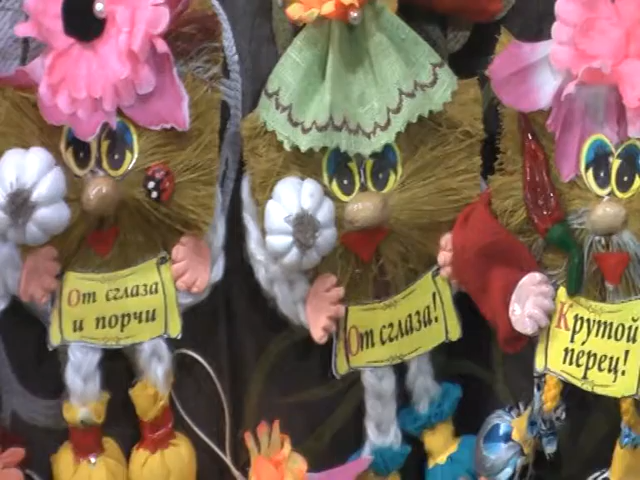 От сглаза
и порчи
От сглаза!
Крутой
перец!